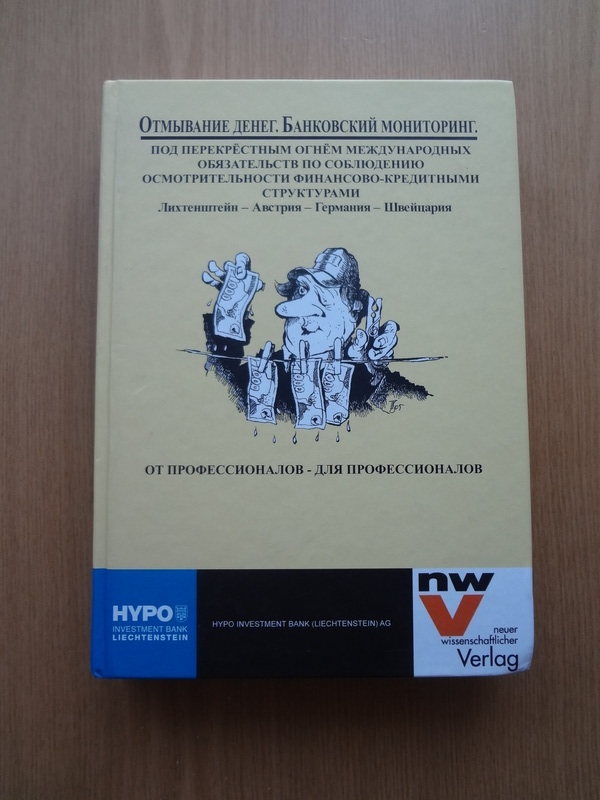 ОТМЫВАНИЕ ДЕНЕГ. БАНКОВСКИЙ МОНИТОРИНГ.
ПОД ПЕРЕКРЁСТНЫМ ОГНЁМ МЕЖДУНАРОДНЫХ
ОБЯЗАТЕЛЬСТВ ПО СОБЛЮДЕНИЮ
ОСМОТРИТЕЛЬНОСТИ ФИНАНСОВО-КРЕДИТНЫМИ
СТРУКТУРАМИ
Лихтенштейн – Австрия – Германия – Швейцария
ОТ ПРОФЕССИОНАЛОВ - ДЛЯ ПРОФЕССИОНАЛОВ
HYPO
INVESTMENT BANK
LIECHTENSTEIN
HYPO INVESTMENT BANK (LIECHTENSTEIN) AG
nw
V
neuer
wissenschaftlicher
Verlag